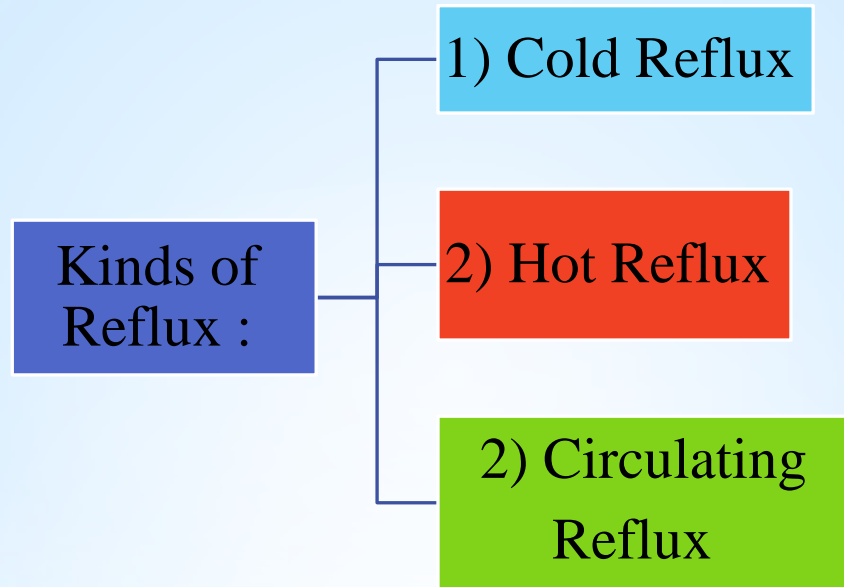 Kinds of
Reflux :
1) Cold Reflux
2) Hot Reflux
2) Circulating
Reflux